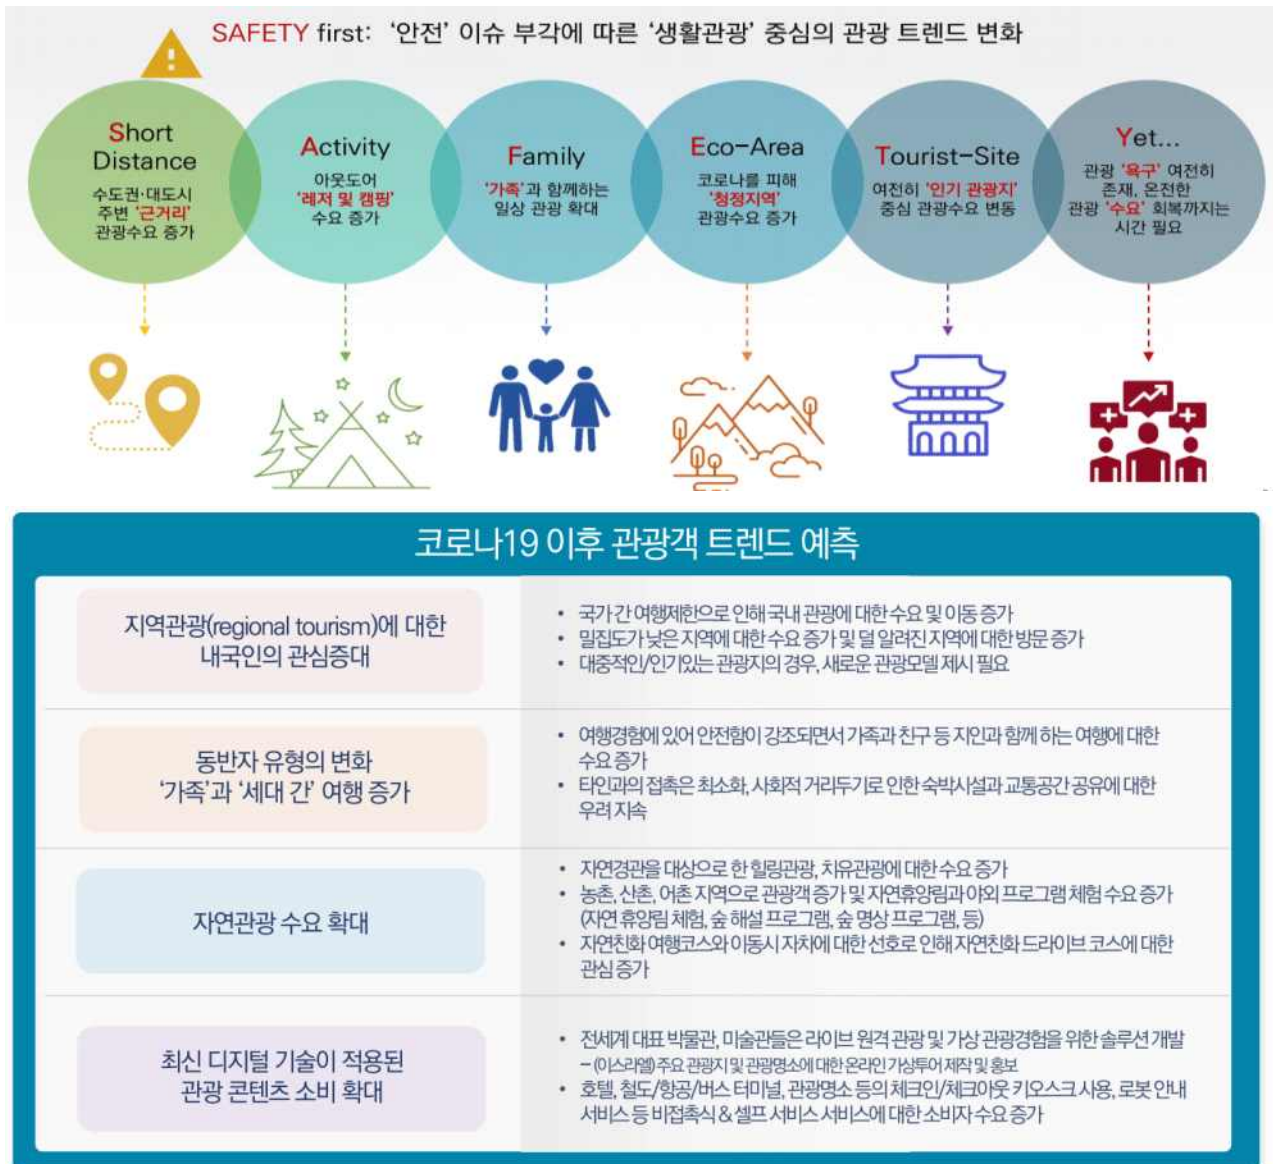 SAFETY first: '안전' 이슈 부각에 따른 '생활관광' 중심의 관광 트렌드 변화
Short
Distance
수도권·대도시
주변 '근거리'
관광수요 증가
Activity
아웃도어
'레저 및 캠핑'
수요 증가
Family
'가족'과 함께하는
일상 관광 확대
Eco-Area
코로나를 피해
'청정지역'
관광수요 증가
Tourist-Site
여전히 '인기 관광지'
중심 관광수요 변동
Yet...
관광 '욕구' 여전히
존재, 온전한
관광 '수요' 회복까지는
시간 필요
코로나19 이후 관광객 트렌드 예측
지역관광(regional tourism)에 대한
내국인의 관심증대
• 국가 간 여행제한으로 인해 국내 관광에 대한 수요 및 이동 증가
• 밀집도가 낮은 지역에 대한 수요 증가 및 덜 알려진 지역에 대한 방문 증가
• 대중적인/인기있는 관광지의 경우, 새로운 관광모델 제시 필요
동반자 유형의 변화
'가족'과 '세대 간' 여행 증가
• 여행경험에 있어 안전함이 강조되면서 가족과 친구 등 지인과 함께 하는 여행에 대한
수요 증가
• 타인과의 접촉은 최소화, 사회적 거리두기로 인한 숙박시설과 교통공간 공유에 대한
우려 지속
자연관광 수요 확대
• 자연경관을 대상으로 한 힐링관광, 치유관광에 대한 수요 증가
• 농촌, 산촌, 어촌 지역으로 관광객 증가 및 자연휴양림과 야외 프로그램 체험 수요 증가
(자연 휴양림 체험, 숲 해설 프로그램, 숲 명상 프로그램, 등)
• 자연친화 여행코스와 이동시 자차에 대한 선호로 인해 자연친화 드라이브 코스에 대한
관심 증가
최신 디지털 기술이 적용된
관광 콘텐츠 소비 확대
• 전세계 대표 박물관, 미술관들은 라이브 원격 관광 및 가상 관광경험을 위한 솔루션 개발
– (이스라엘) 주요 관광지 및 관광명소에 대한 온라인 가상투어 제작 및 홍보
• 호텔, 철도/항공/버스 터미널, 관광명소 등의 체크인/체크아웃 키오스크 사용, 로봇 안내
서비스 등 비접촉식 & 셀프 서비스 서비스에 대한 소비자 수요 증가